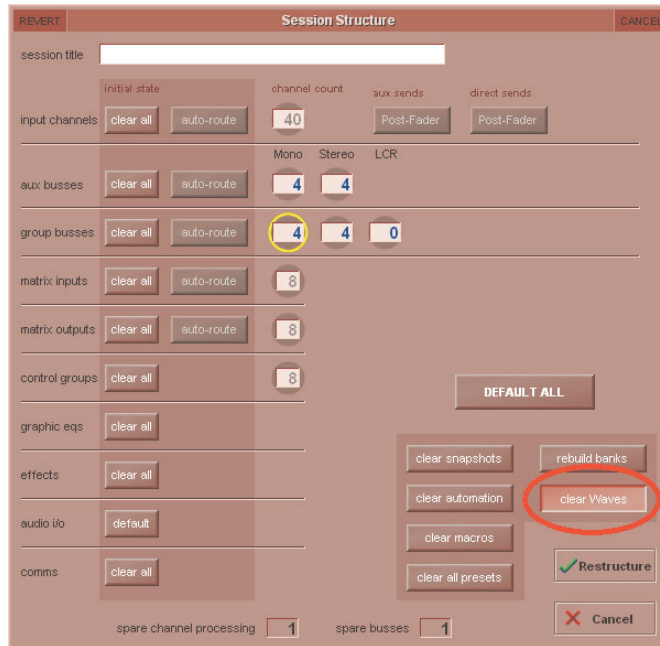 REVERT Session Structure CANCEL
session title
initial state channel count aux sends direct sends
input channels clear all auto-route 40 Post-Fader Post-Fader
Mono Stereo LCR
aux busses clear all auto-route 4 4
group busses clear all auto-route 4 4 0
matrix inputs clear all auto-route 8
matrix outputs clear all auto-route 8
control groups clear all 8
DEFAULT ALL
graphic eqs clear all
clear snapshots rebuild banks
effects clear all
clear automation clear Waves
audio i/o default
clear macros
comms clear all
clear all presets
Restructure
Cancel
spare channel processing 1 spare busses 1